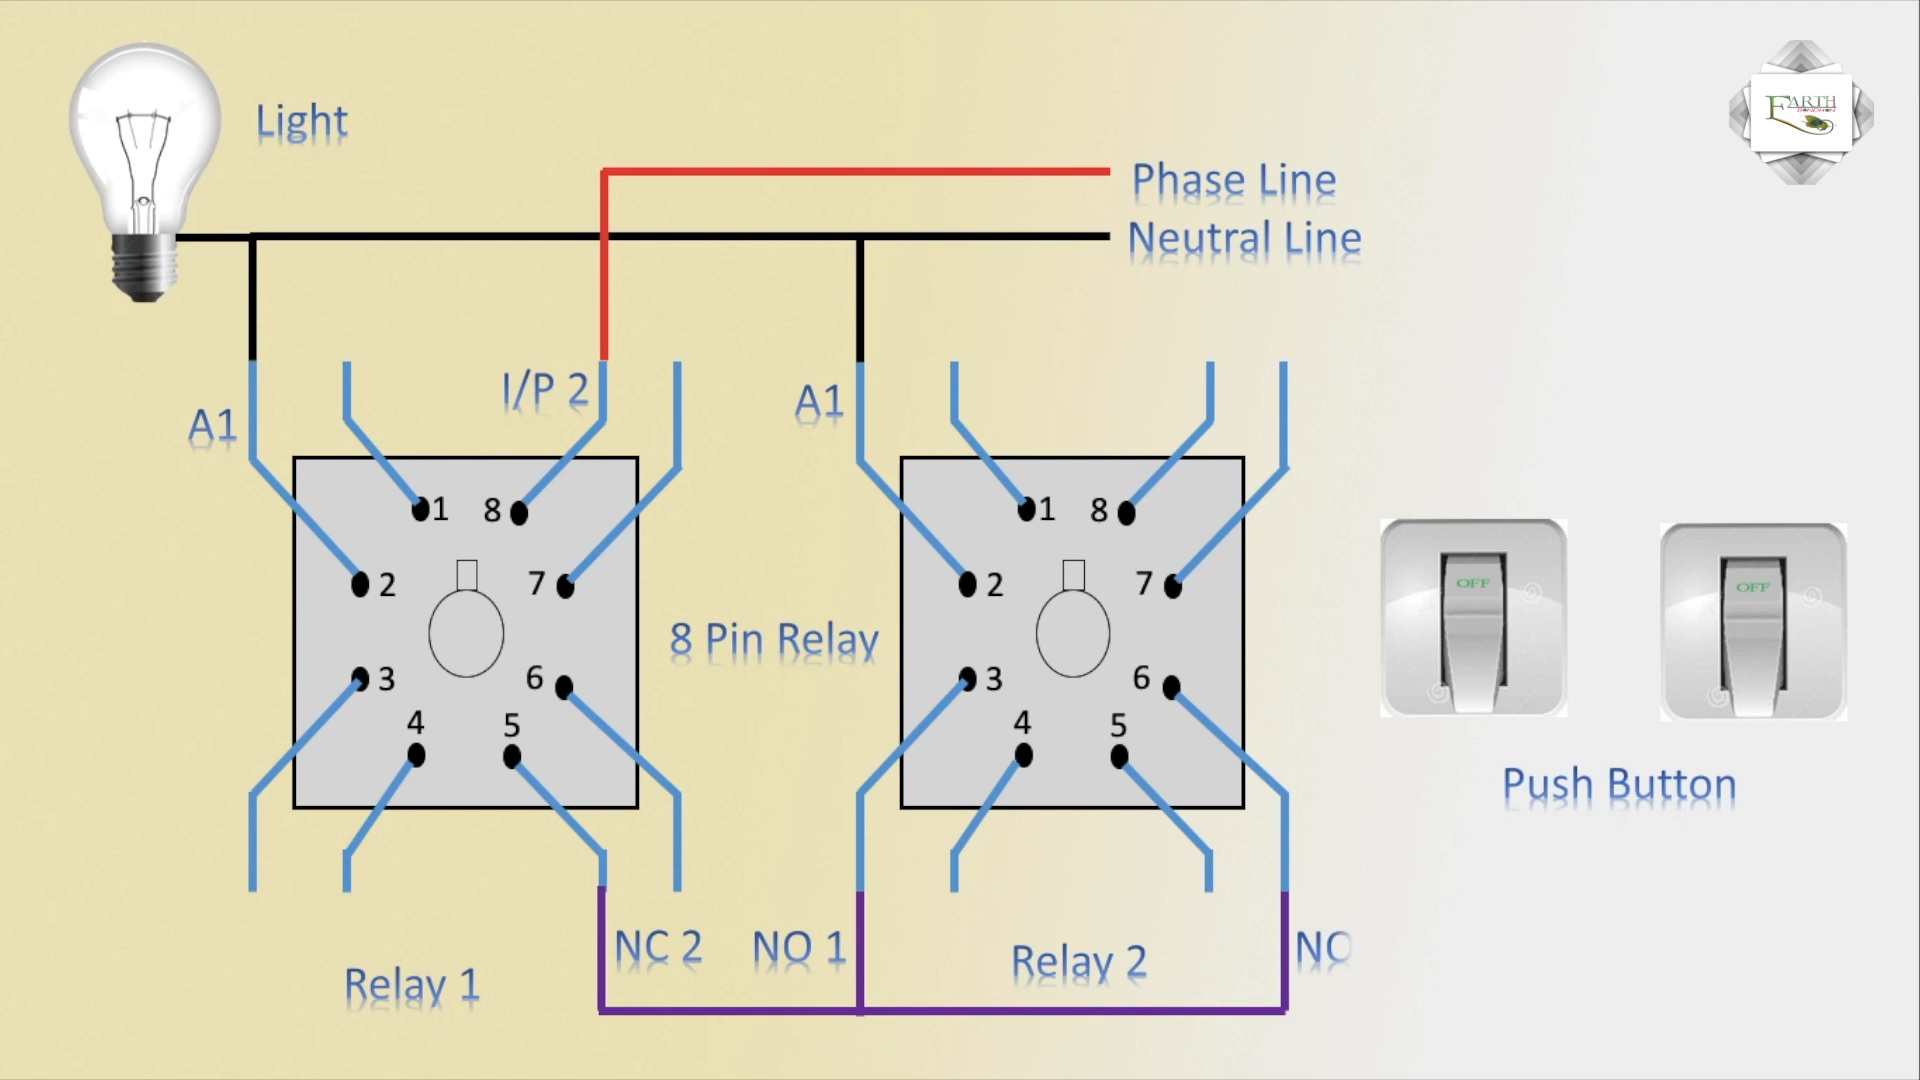 Light
EARTH
Phase Line
Neutral Line
A1
I/P 2
A1
1 8
2 7
3 6
4 5
8 Pin Relay
1 8
2 7
3 6
4 5
OFF
OFF
Push Button
NC 2
NO 1
NO
Relay 1
Relay 2